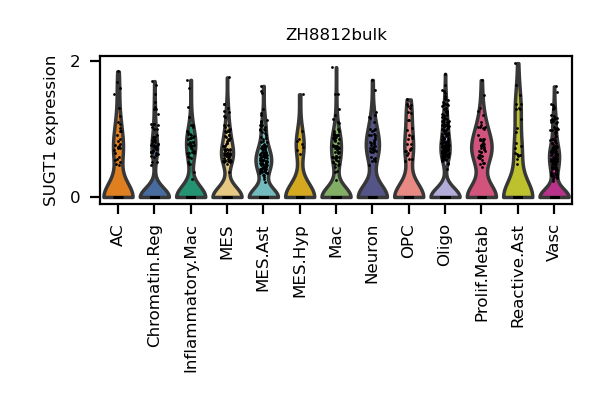 ZH8812bulk
SUGT1 expression
2
0
AC
Chromatin.Reg
Inflammatory.Mac
MES
MES.Ast
MES.Hyp
Mac
Neuron
OPC
Oligo
Prolif.Metab
Reactive.Ast
Vasc